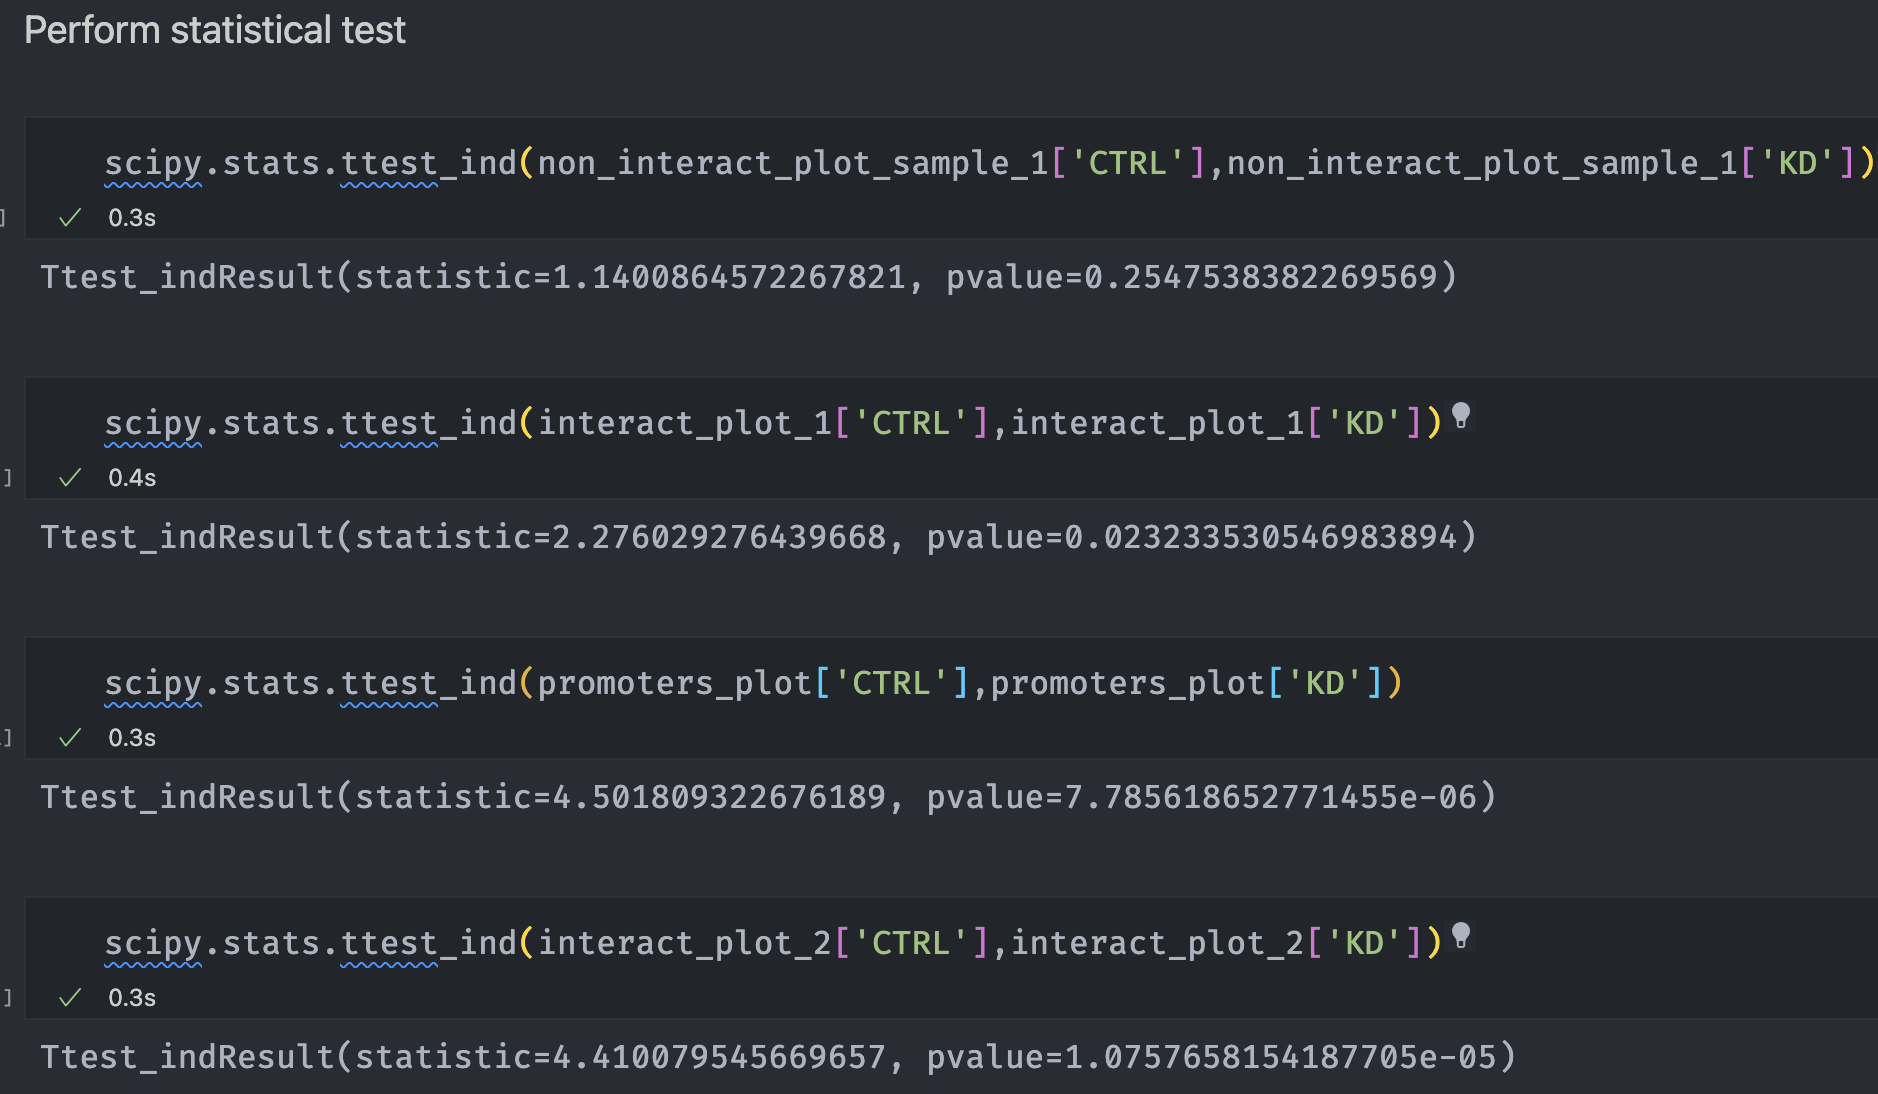 Perform statistical test
scipy.stats.ttest_ind(non_interact_plot_sample_1['CTRL'],non_interact_plot_sample_1['KD'])
]
0.3s
Ttest_indResult(statistic=1.1400864572267821, pvalue=0.2547538382269569)
scipy.stats.ttest_ind(interact_plot_1['CTRL'],interact_plot_1['KD'])
]
0.4s
Ttest_indResult(statistic=2.276029276439668, pvalue=0.023233530546983894)
scipy.stats.ttest_ind(promoters_plot['CTRL'],promoters_plot['KD'])
]
0.3s
Ttest_indResult(statistic=4.501809322676189, pvalue=7.785618652771455e-06)
scipy.stats.ttest_ind(interact_plot_2['CTRL'],interact_plot_2['KD'])
]
0.3s
Ttest_indResult(statistic=4.410079545669657, pvalue=1.0757658154187705e-05)